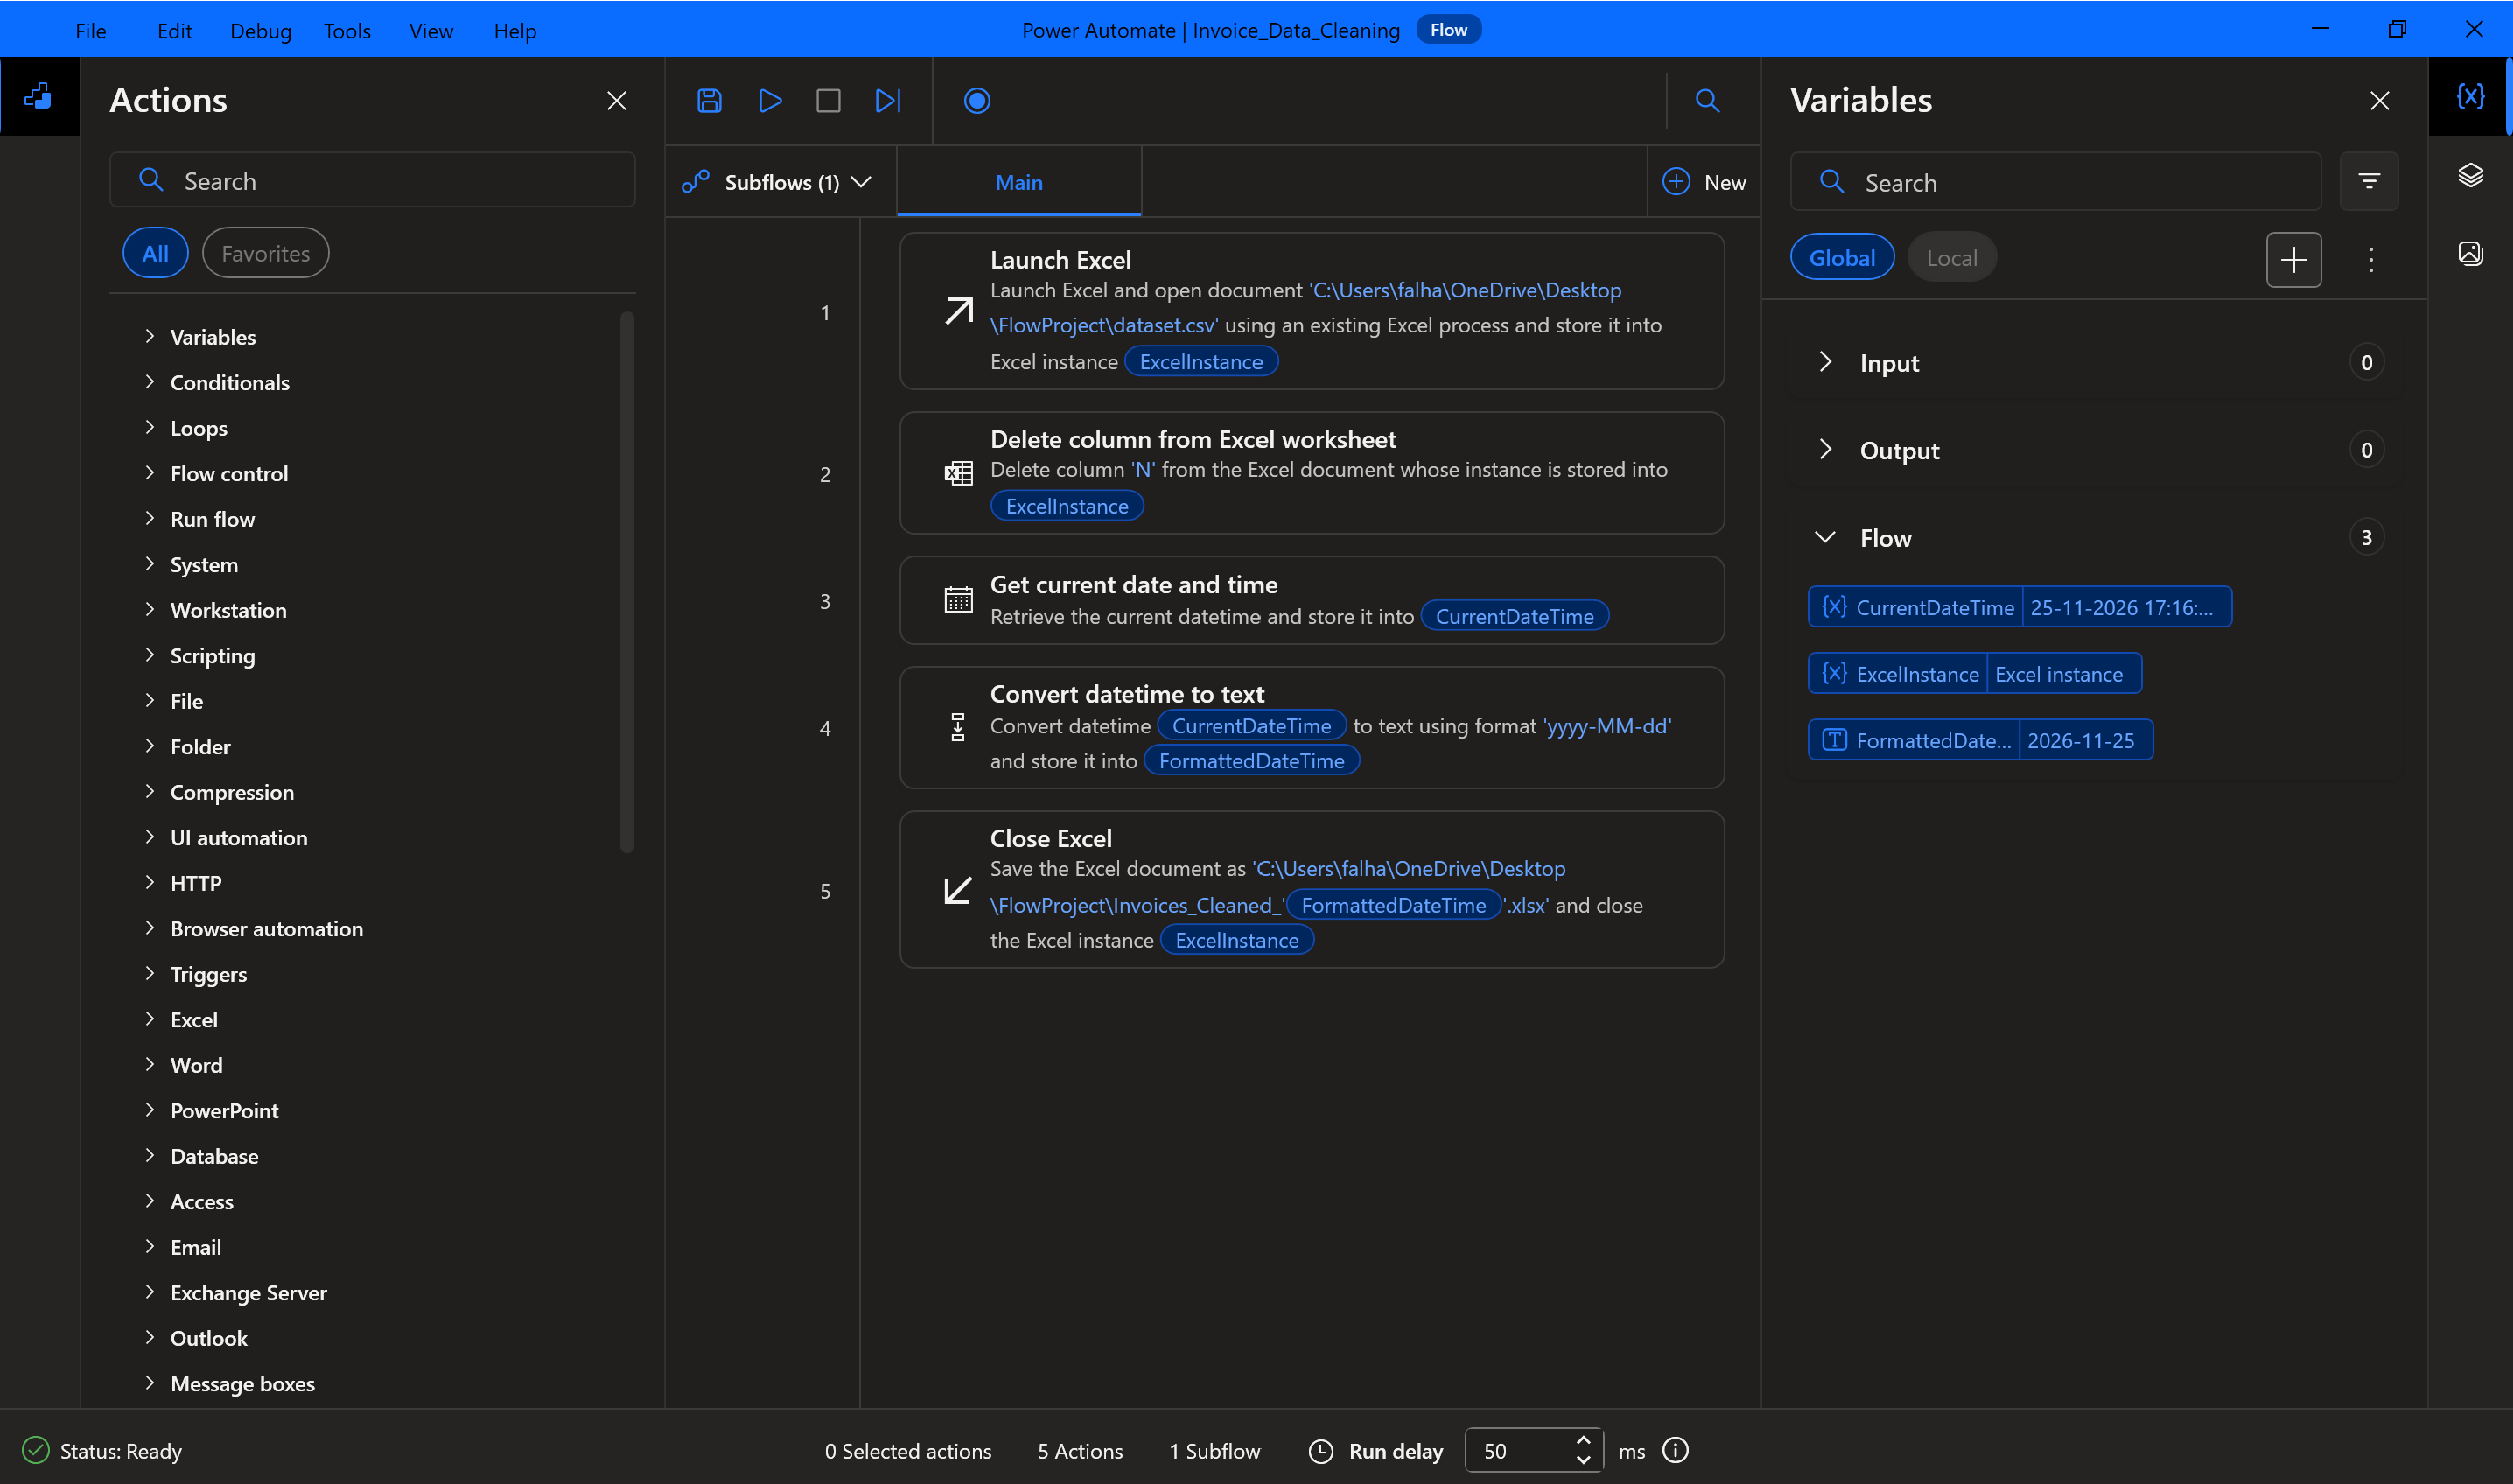 File Edit Debug Tools View Help
Power Automate | Invoice_Data_Cleaning Flow
Actions
Search
All Favorites
Variables
Conditionals
Loops
Flow control
Run flow
System
Workstation
Scripting
File
Folder
Compression
UI automation
HTTP
Browser automation
Triggers
Excel
Word
PowerPoint
Database
Access
Email
Exchange Server
Outlook
Message boxes
Subflows (1) Main New
1
Launch Excel
Launch Excel and open document 'C:\Users\falha\OneDrive\Desktop
\FlowProject\dataset.csv' using an existing Excel process and store it into
Excel instance ExcelInstance
2
Delete column from Excel worksheet
Delete column 'N' from the Excel document whose instance is stored into
ExcelInstance
3
Get current date and time
Retrieve the current datetime and store it into CurrentDateTime
4
Convert datetime to text
Convert datetime CurrentDateTime to text using format 'yyyy-MM-dd'
and store it into FormattedDateTime
5
Close Excel
Save the Excel document as 'C:\Users\falha\OneDrive\Desktop
\FlowProject\Invoices_Cleaned_' FormattedDateTime '.xlsx' and close
the Excel instance ExcelInstance
Variables
Search
Global Local
Input 0
Output 0
Flow 3
{x} CurrentDateTime 25-11-2026 17:16:...
{x} ExcelInstance Excel instance
T FormattedDate... 2026-11-25
Status: Ready 0 Selected actions 5 Actions 1 Subflow Run delay 50 ms